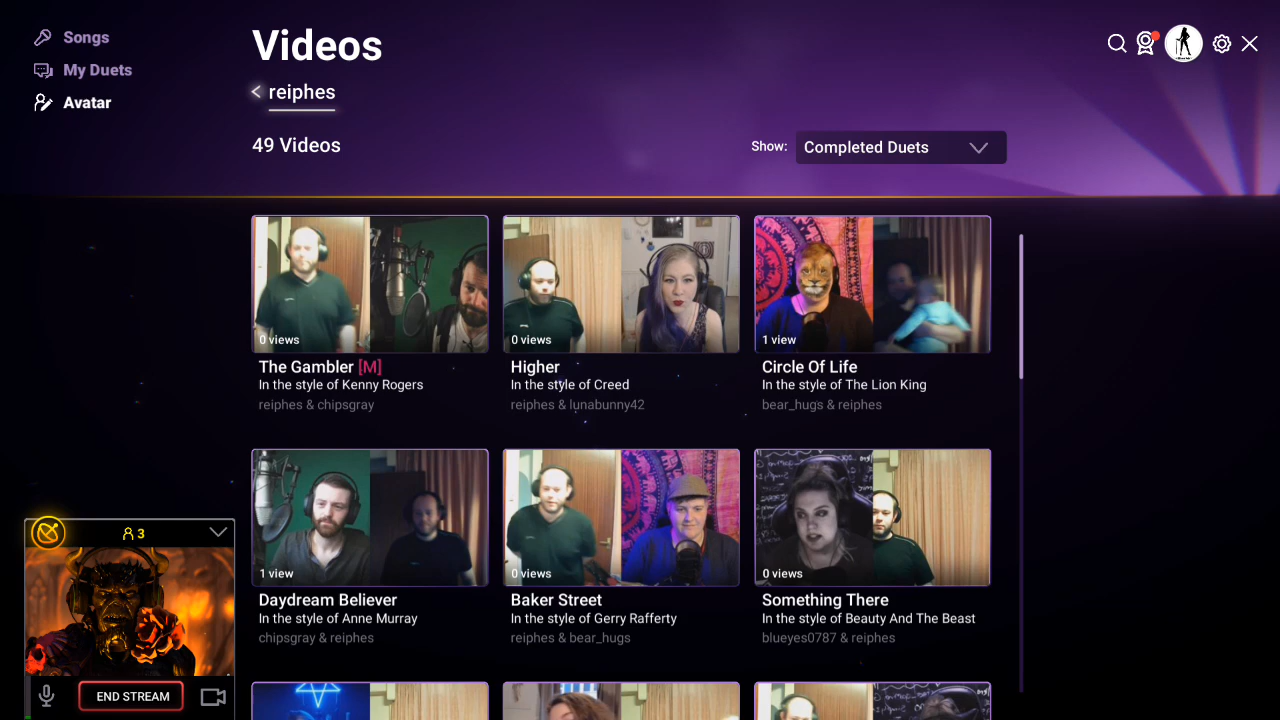 Songs
My Duets
Avatar
Videos
reiphes
49 Videos
Show:
Completed Duets
0 views
0 views
1 view
The Gambler [M]
In the style of Kenny Rogers
reiphes & chipsgray
Higher
In the style of Creed
reiphes & lunabunny42
Circle Of Life
In the style of The Lion King
bear_hugs & reiphes
1 view
0 views
0 views
Daydream Believer
In the style of Anne Murray
chipsgray & reiphes
Baker Street
In the style of Gerry Rafferty
reiphes & bear_hugs
Something There
In the style of Beauty And The Beast
blueyes0787 & reiphes
3
END STREAM